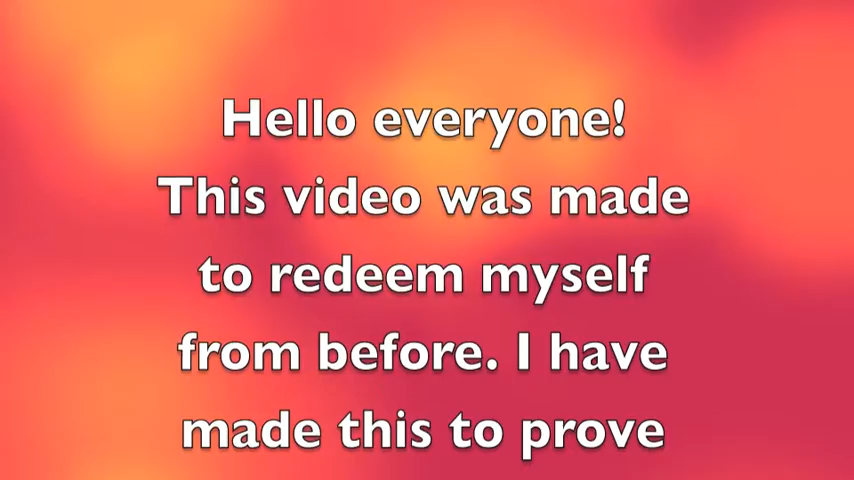 Hello everyone!
This video was made
to redeem myself
from before. I have
made this to prove